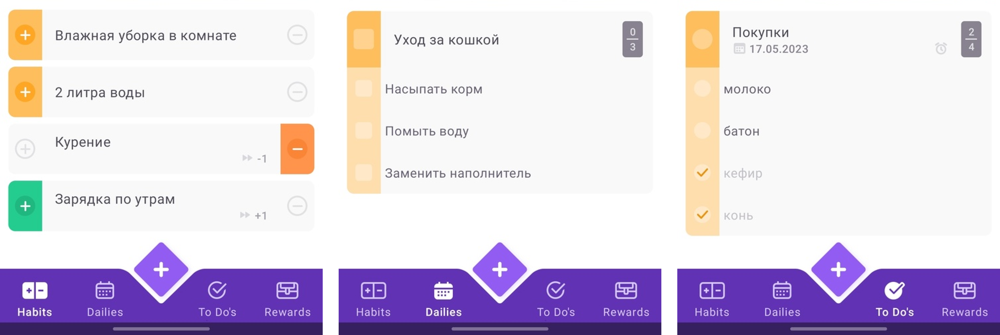 Влажная уборка в комнате
2 литра воды
Курение
-1
Зарядка по утрам
+1
Habits
Dailies
To Do's
Rewards
Уход за кошкой
0
3
Насыпать корм
Помыть воду
Заменить наполнитель
Habits
Dailies
To Do's
Rewards
Покупки
17.05.2023
2
4
молоко
батон
кефир
конь
Habits
Dailies
To Do's
Rewards